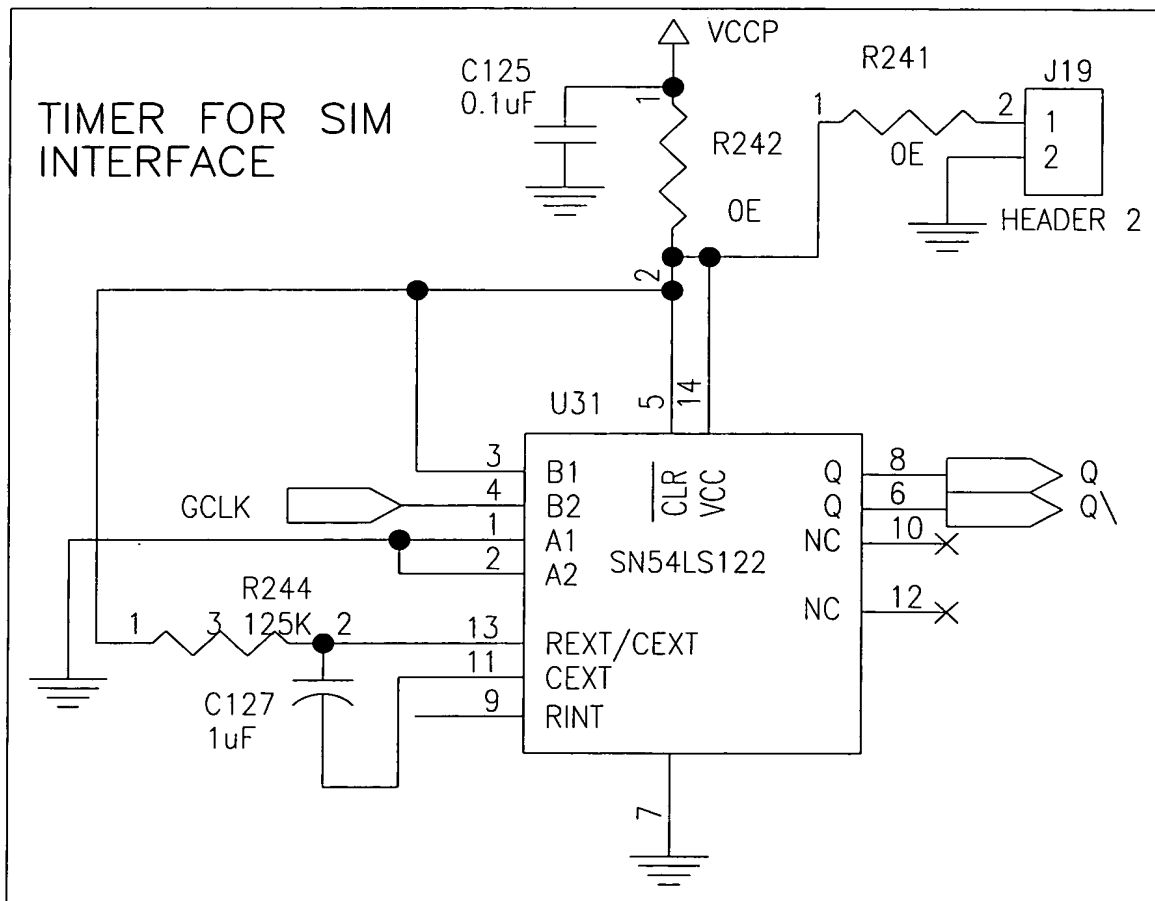 VCCP
C125
0.1uF
1
R241
J19
TIMER FOR SIM
INTERFACE
R242
1
2
1
2
0E
0E
HEADER 2
2
U31
5
14
3
B1
CLR
VCC
Q
8
Q
GCLK
4
B2
Q
6
Q\
1
A1
NC
10
2
A2
SN54LS122
R244
NC
12
1
3
125K
2
13
REXT/CEXT
11
CEXT
C127
1uF
9
RINT
7